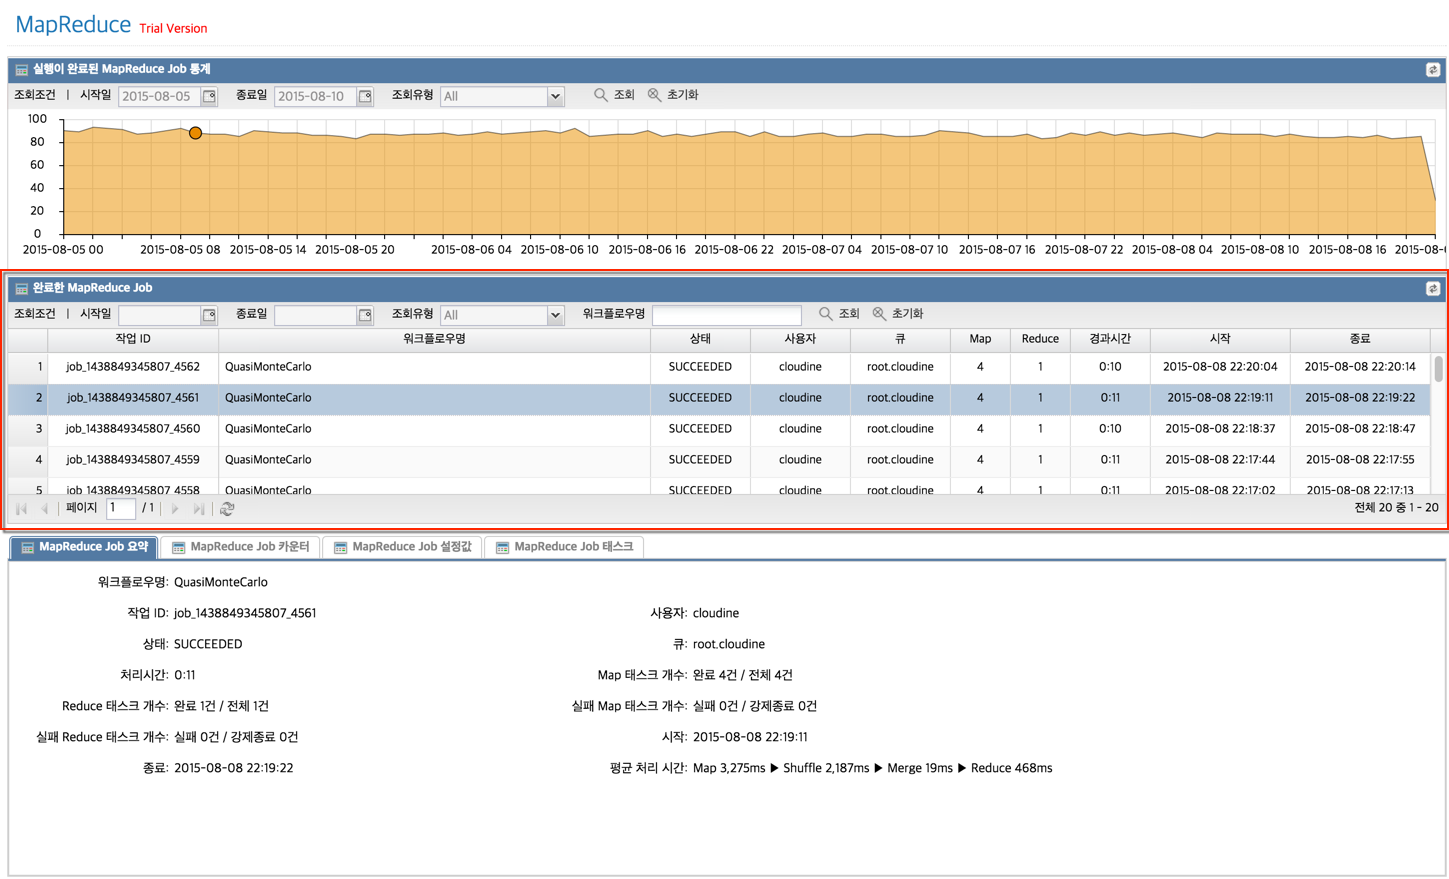 MapReduce Trial Version
실행이 완료된 MapReduce Job 통계
조회조건 | 시작일 2015-08-05 종료일 2015-08-10 조회유형 All 조회 초기화
100
80
60
40
20
0
2015-08-05 00 2015-08-05 08 2015-08-05 14 2015-08-05 20 2015-08-06 04 2015-08-06 10 2015-08-06 16 2015-08-06 22 2015-08-07 04 2015-08-07 10 2015-08-07 16 2015-08-07 22 2015-08-08 04 2015-08-08 10 2015-08-08 16 2015-08-
완료한 MapReduce Job
조회조건 | 시작일 종료일 조회유형 All 워크플로우명 조회 초기화
작업 ID 워크플로우명 상태 사용자 큐 Map Reduce 경과시간 시작 종료
1 job_1438849345807_4562 QuasiMonteCarlo SUCCEEDED cloudine root.cloudine 4 1 0:10 2015-08-08 22:20:04 2015-08-08 22:20:14
2 job_1438849345807_4561 QuasiMonteCarlo SUCCEEDED cloudine root.cloudine 4 1 0:11 2015-08-08 22:19:11 2015-08-08 22:19:22
3 job_1438849345807_4560 QuasiMonteCarlo SUCCEEDED cloudine root.cloudine 4 1 0:10 2015-08-08 22:18:37 2015-08-08 22:18:47
4 job_1438849345807_4559 QuasiMonteCarlo SUCCEEDED cloudine root.cloudine 4 1 0:11 2015-08-08 22:17:44 2015-08-08 22:17:55
5 job_1438849345807_4558 QuasiMonteCarlo SUCCEEDED cloudine root.cloudine 4 1 0:11 2015-08-08 22:17:02 2015-08-08 22:17:13
페이지 1 / 1 전체 20 중 1 - 20
MapReduce Job 요약 MapReduce Job 카운터 MapReduce Job 설정값 MapReduce Job 태스크
워크플로우명: QuasiMonteCarlo
작업 ID: job_1438849345807_4561 사용자: cloudine
상태: SUCCEEDED 큐: root.cloudine
처리시간: 0:11 Map 태스크 개수: 완료 4건 / 전체 4건
Reduce 태스크 개수: 완료 1건 / 전체 1건 실패 Map 태스크 개수: 실패 0건 / 강제종료 0건
실패 Reduce 태스크 개수: 실패 0건 / 강제종료 0건 시작: 2015-08-08 22:19:11
종료: 2015-08-08 22:19:22 평균 처리 시간: Map 3,275ms ▶ Shuffle 2,187ms ▶ Merge 19ms ▶ Reduce 468ms